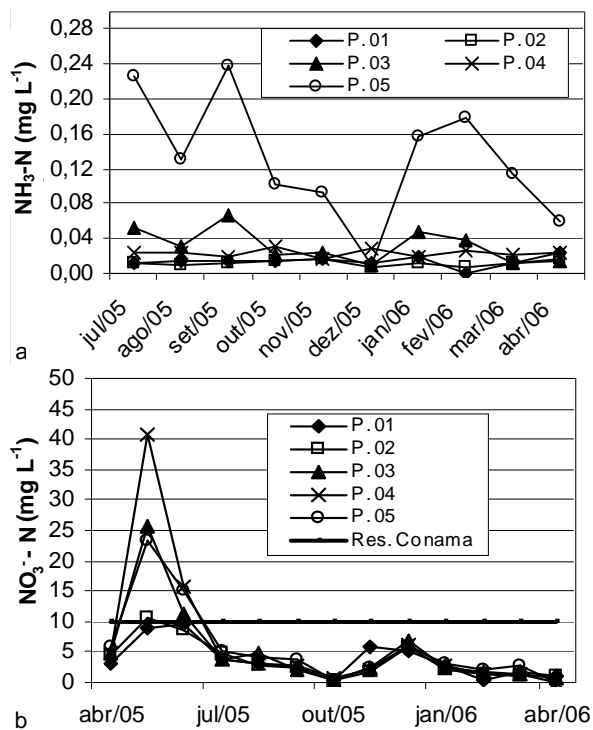 0,28
0,24
0,20
0,16
0,12
0,08
0,04
0,00
NH3-N (mg L-1)
P. 01
P. 02
P. 03
P. 04
P. 05
jul/05
ago/05
set/05
out/05
nov/05
dez/05
jan/06
fev/06
mar/06
abr/06
a
50
45
40
35
30
25
20
15
10
5
0
NO3- - N (mg L-1)
P. 01
P. 02
P. 03
P. 04
P. 05
Res. Conama
abr/05
jul/05
out/05
jan/06
abr/06
b